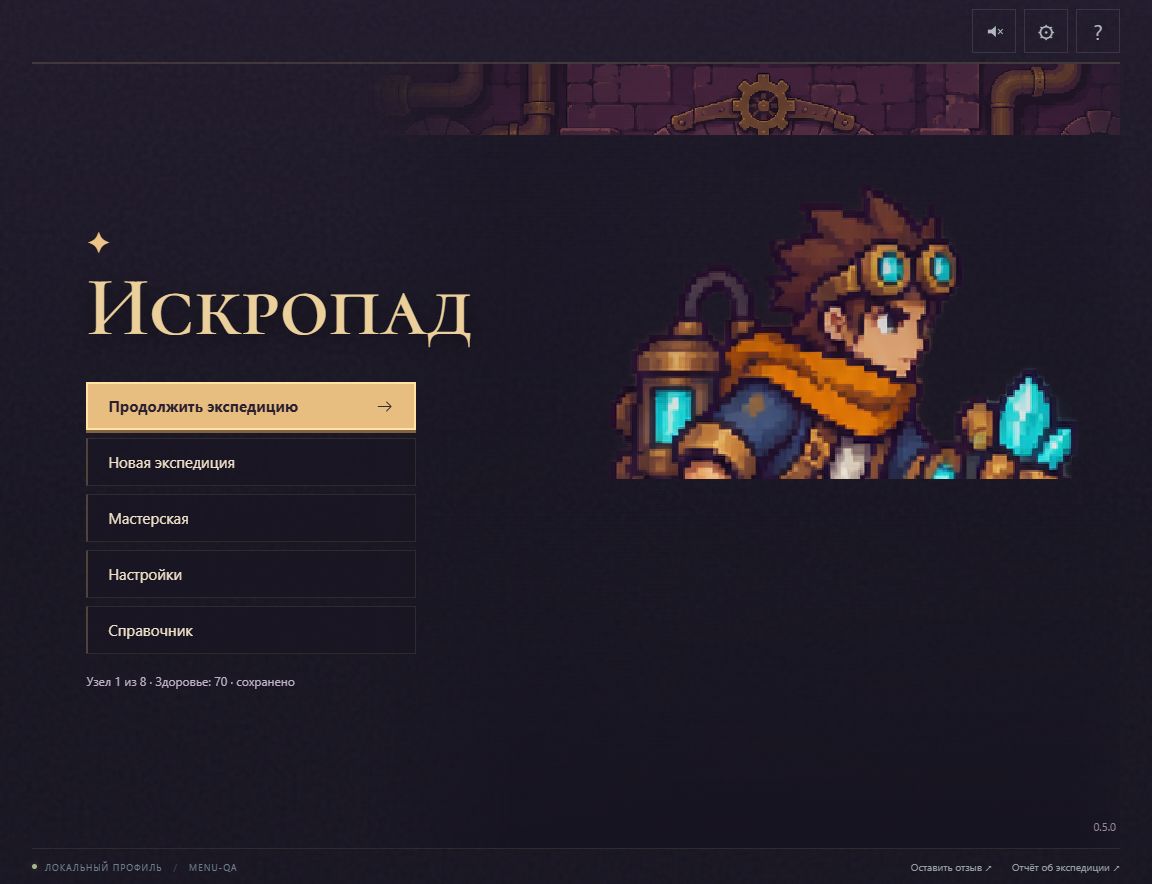 ?
Искропад
Продолжить экспедицию →
Новая экспедиция
Мастерская
Настройки
Справочник
Узел 1 из 8 · Здоровье: 70 · сохранено
0.5.0
ЛОКАЛЬНЫЙ ПРОФИЛЬ / MENU-QA
Оставить отзыв ↗ Отчёт об экспедиции ↗